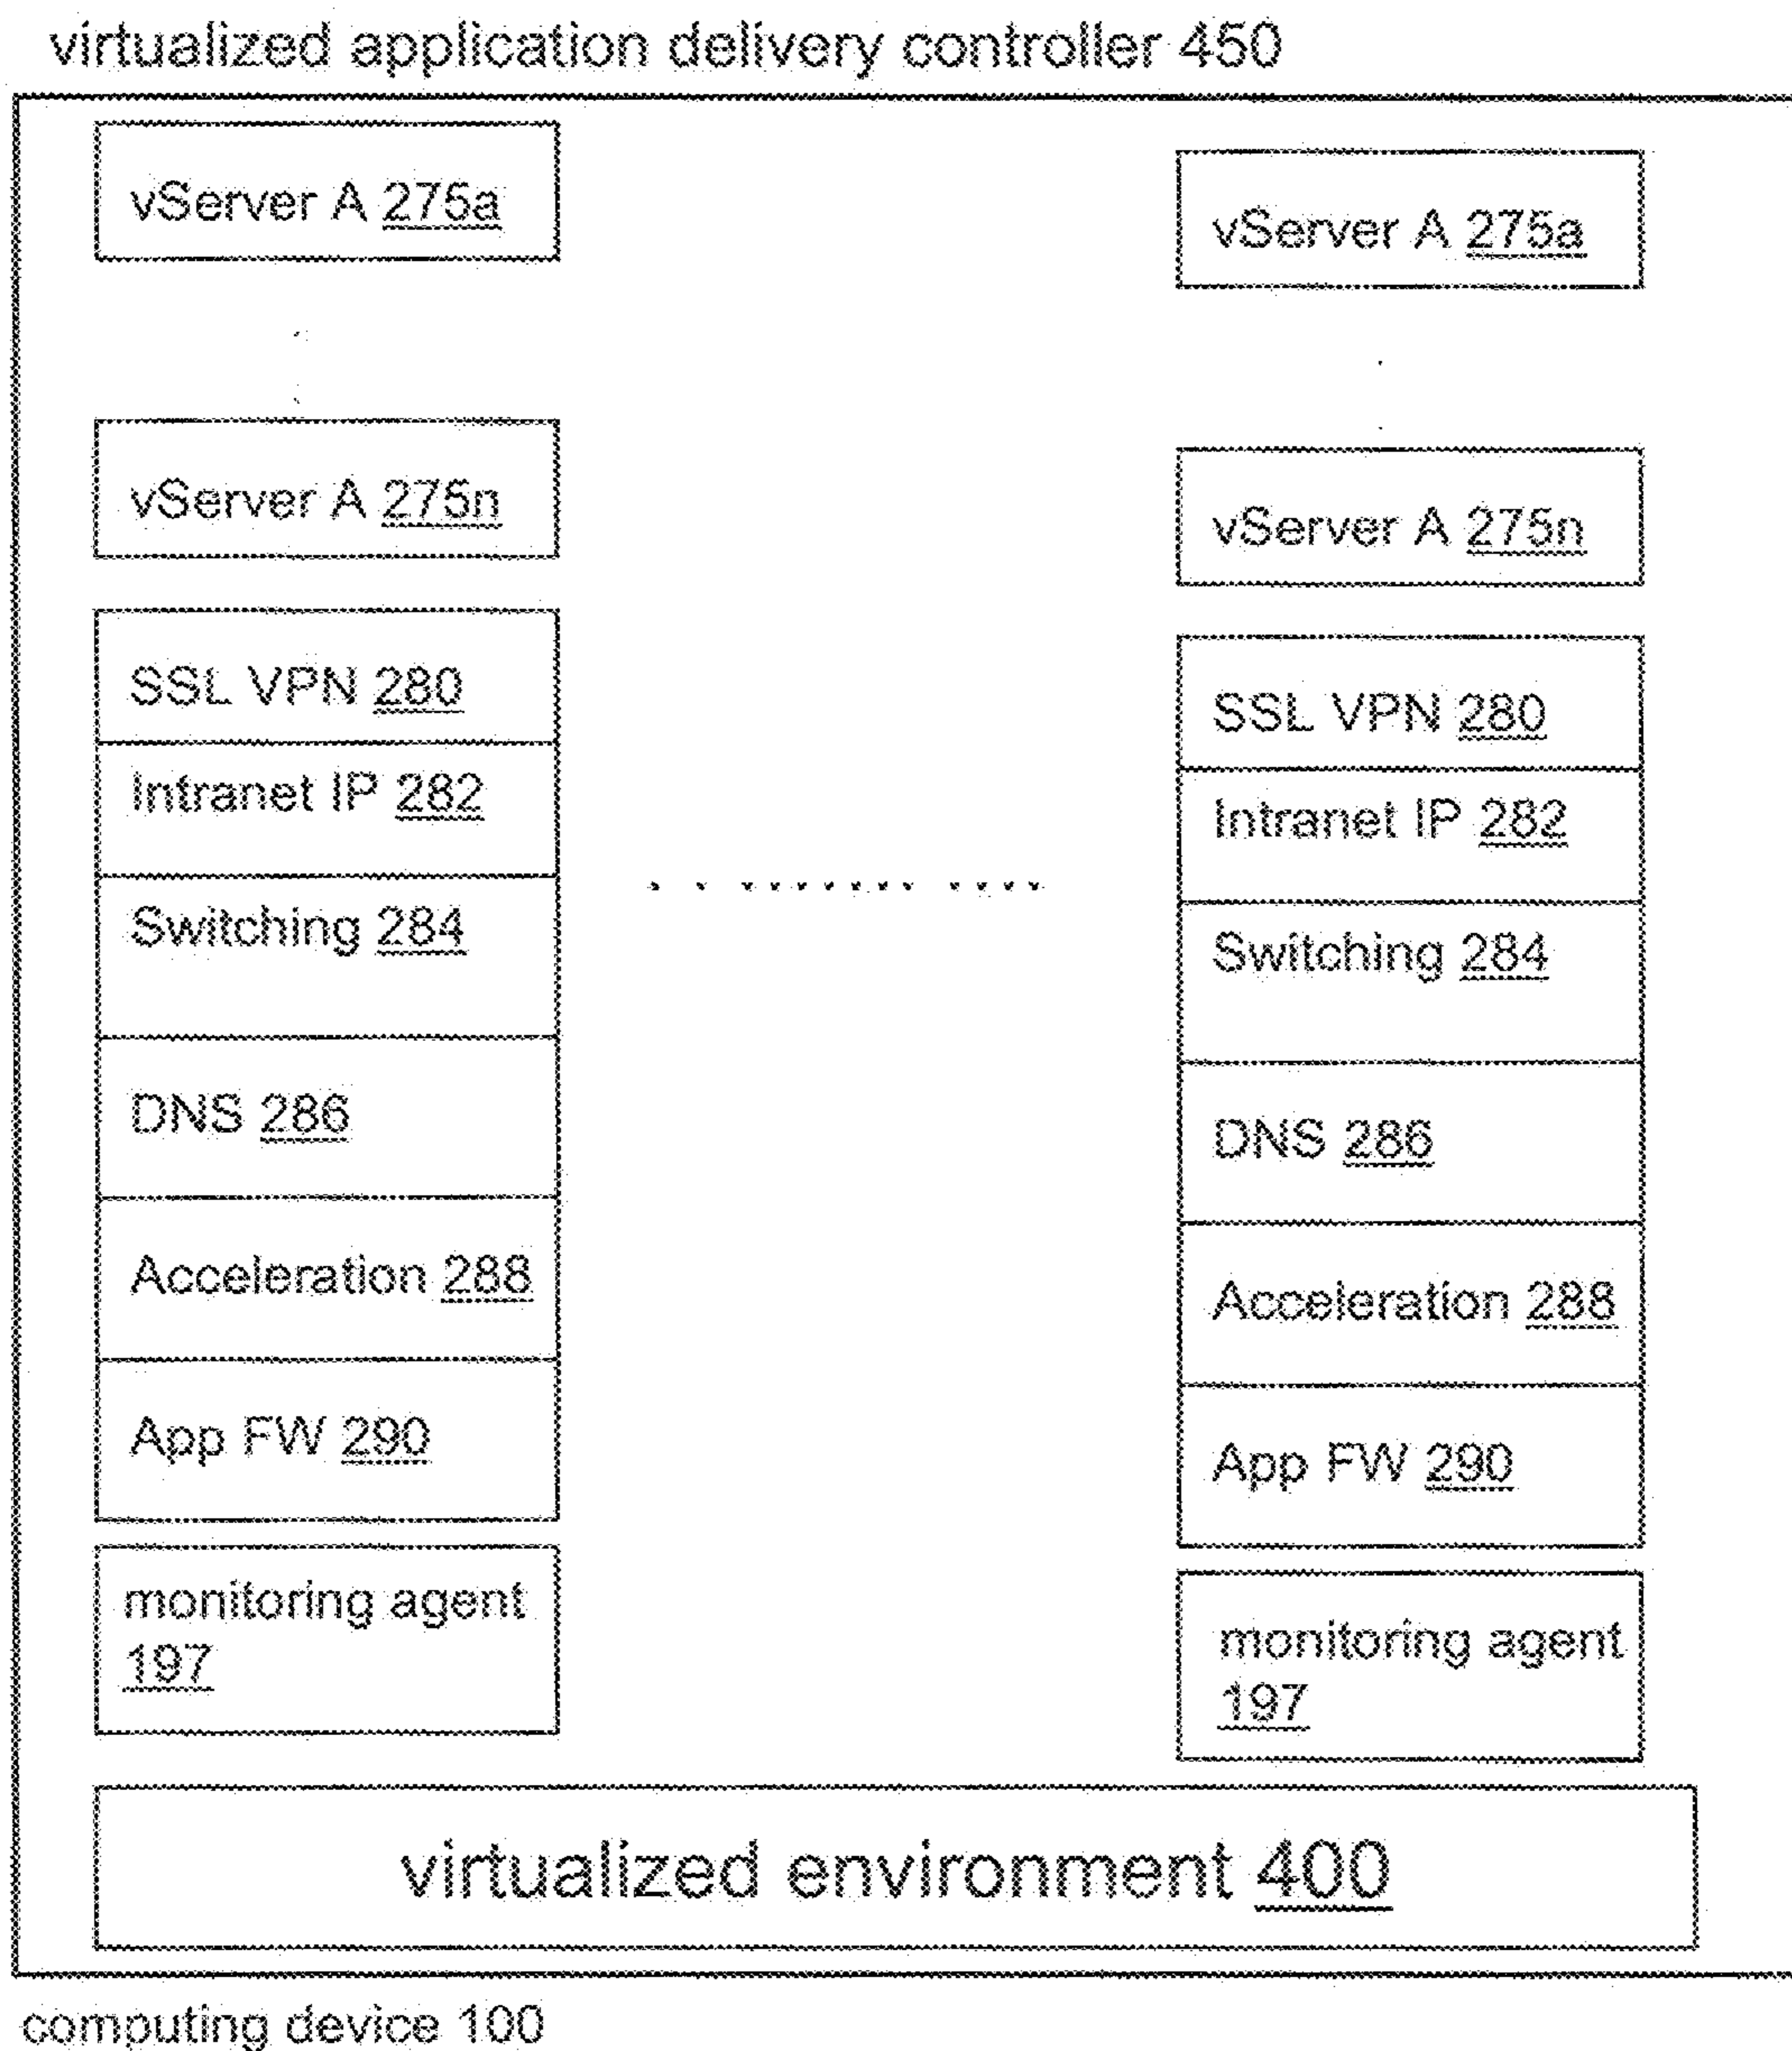 virtualized application delivery controller 450
vServer A 275a
vServer A 275n
SSL VPN 280
Intranet IP 282
Switching 284
DNS 286
Acceleration 288
App FW 290
monitoring agent
197
vServer A 275a
vServer A 275n
SSL VPN 280
Intranet IP 282
Switching 284
DNS 286
Acceleration 288
App FW 290
monitoring agent
197
virtualized environment 400
computing device 100